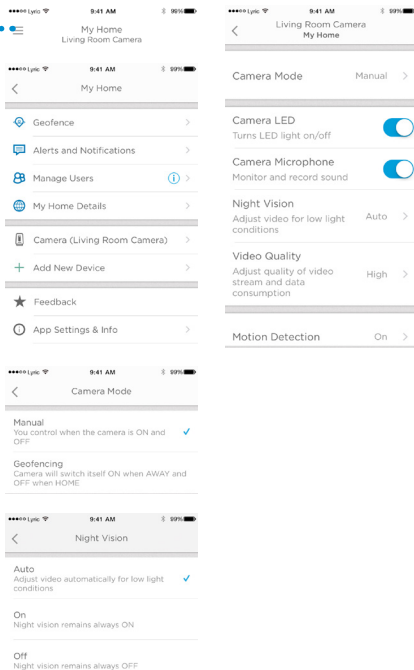 Lyric 9:41 AM 99%
My Home
Living Room Camera
Lyric 9:41 AM 99%
My Home
Geofence
Alerts and Notifications
Manage Users
My Home Details
Camera (Living Room Camera)
Add New Device
Feedback
App Settings & Info
Lyric 9:41 AM 99%
Camera Mode
Manual
You control when the camera is ON and
OFF
Geofencing
Camera will switch itself ON when AWAY and
OFF when HOME
Lyric 9:41 AM 99%
Night Vision
Auto
Adjust video automatically for low light
conditions
On
Night vision remains always ON
Off
Night vision remains always OFF
Lyric 9:41 AM 99%
Living Room Camera
My Home
Camera Mode Manual
Camera LED
Turns LED light on/off
Camera Microphone
Monitor and record sound
Night Vision
Adjust video for low light Auto
conditions
Video Quality
Adjust quality of video
stream and data High
consumption
Motion Detection On